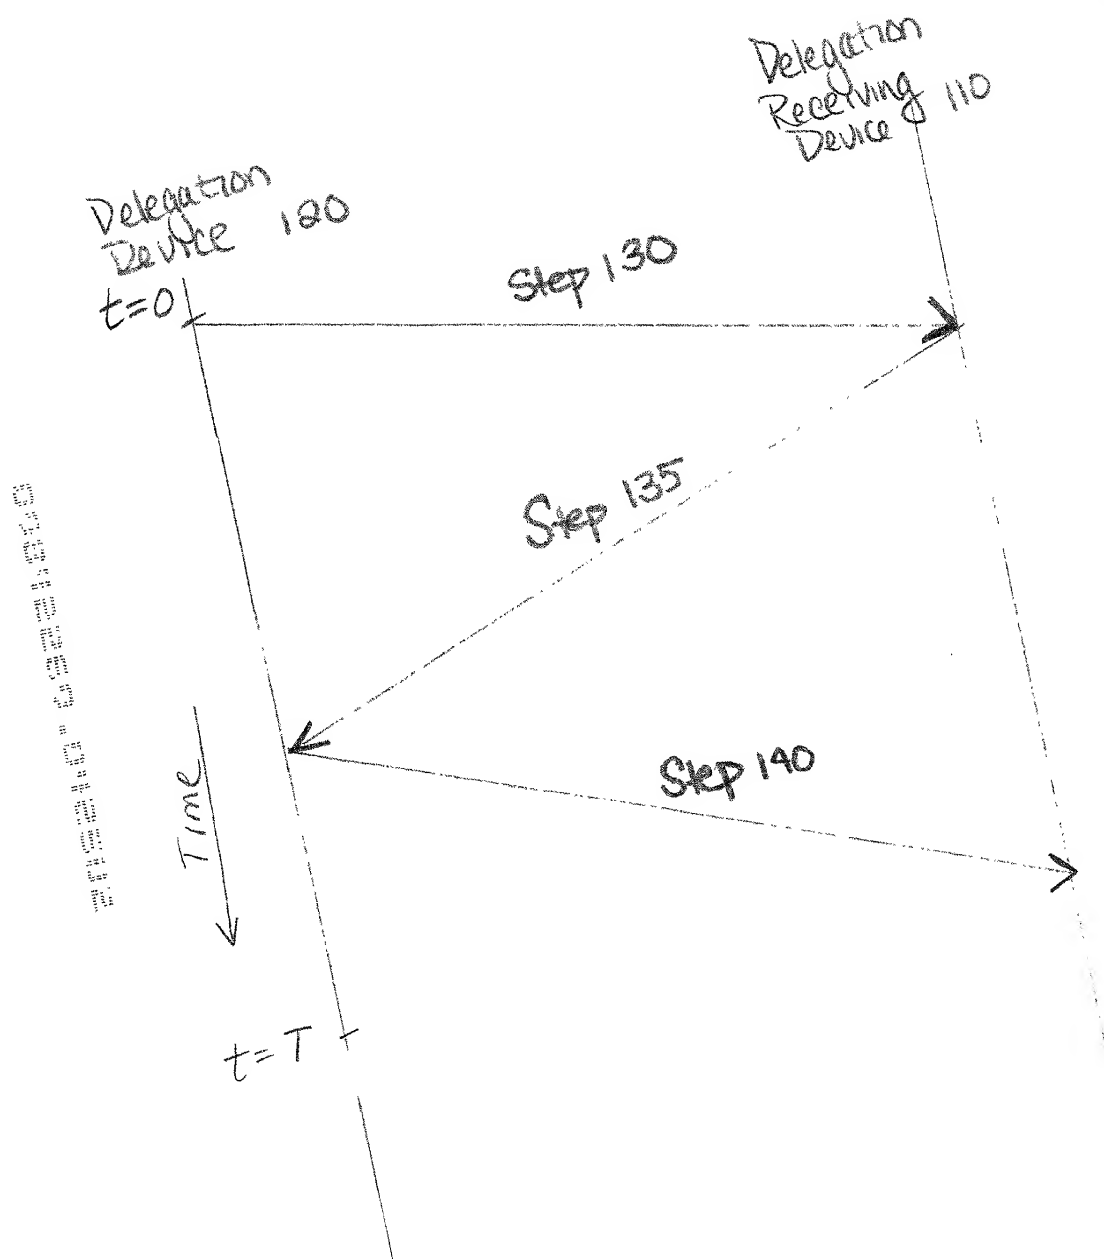 Delegation
Receiving 110
Device
Delegation
Device 120
t=0
Step 130
Step 135
Step 140
Time
t=T